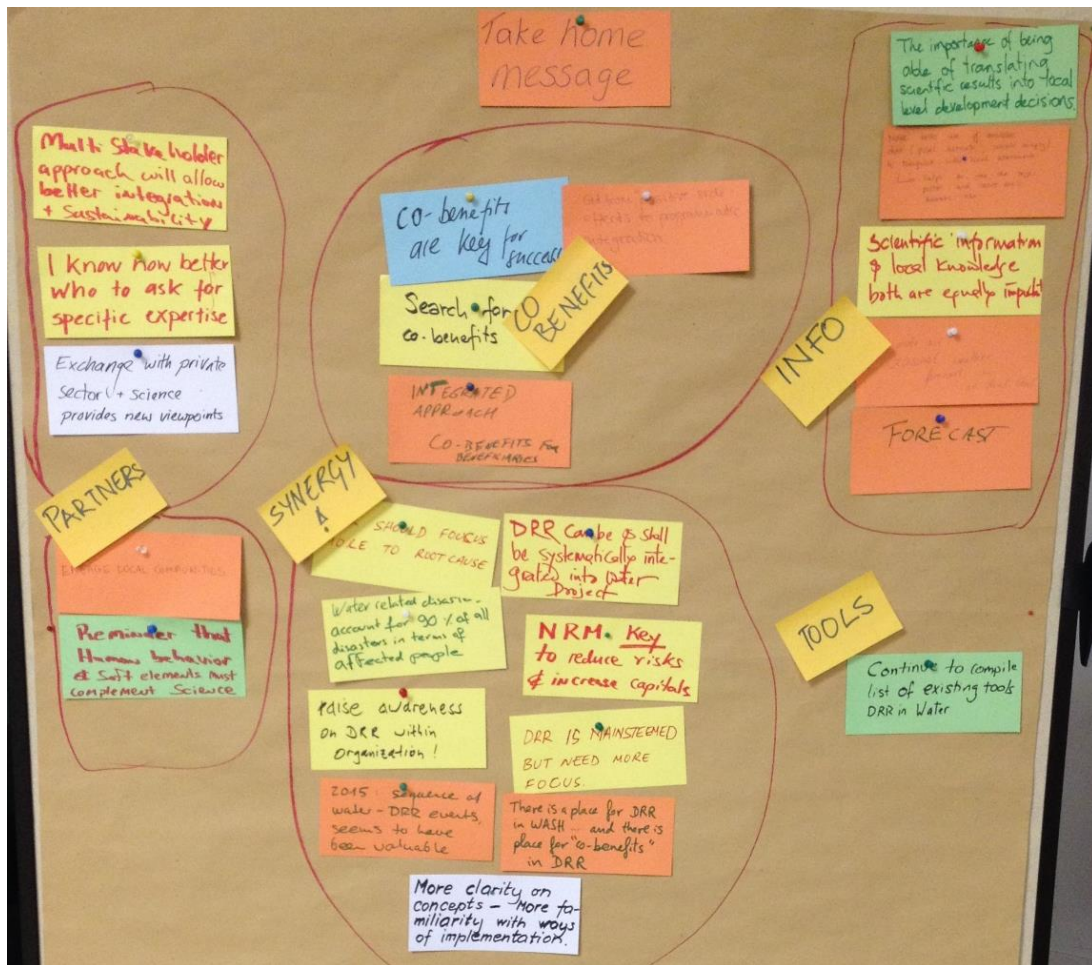 Take home
message
Multi Stakeholder
approach will allow
better integration
+ Sustainability
I know now better
who to ask for
specific expertise
Exchange with private
sector + science
provides new viewpoints
PARTNERS
ENGAGE LOCAL COMMUNITIES
Reminder that
Human behavior
& Soft elements must
complement Science
CO-benefits
are key for
success
effects to programmatic
integration
Search for
co-benefits
CO
BENEFITS
INTEGRATED
APPROACH
CO-BENEFITS FOR
BENEFICIARIES
SYNERGY
SHOULD FOCUS
TO ROOT CAUSE
DRR can be & shall
be systematically inte-
grated into Water
Project
Water related disasters
account for 90% of all
disasters in terms of
affected people
NRM Key
to reduce risks
& increase capitals
raise awareness
on DRR within
Organization!
DRR IS MAINSTEEMED
BUT NEED MORE
FOCUS.
2015: sequence of
water-DRR events,
seems to have
been valuable
There is a place for DRR
in WASH ... and there is
place for "co-benefits"
in DRR
More clarity on
concepts - More fa-
miliarity with ways
of implementation.
The importance of being
able of translating
scientific results into local
level development decisions.
Scientific information
& local knowledge
both are equally
INFO
FORECAST
TOOLS
Continue to compile
list of existing tools
DRR in Water